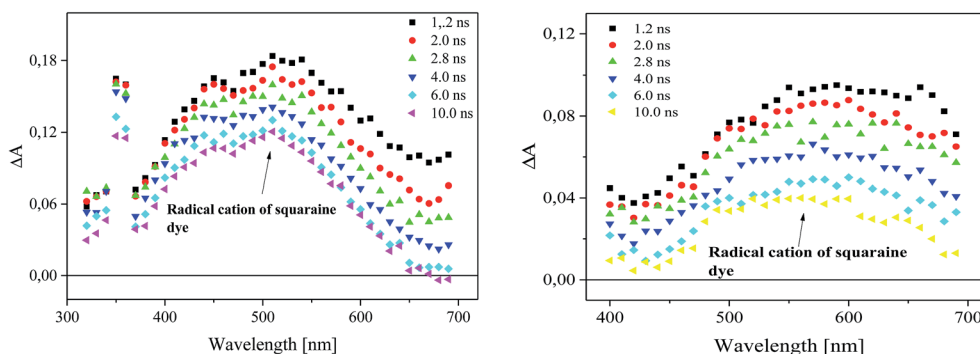 1,.2 ns
2.0 ns
2.8 ns
4.0 ns
6.0 ns
10.0 ns
0,18
0,12
0,06
0,00
ΔA
Radical cation of squaraine
dye
300 400 500 600 700
Wavelength [nm]
1.2 ns
2.0 ns
2.8 ns
4.0 ns
6.0 ns
10.0 ns
0,12
0,08
0,04
0,00
ΔA
Radical cation of squaraine
dye
400 500 600 700
Wavelength [nm]